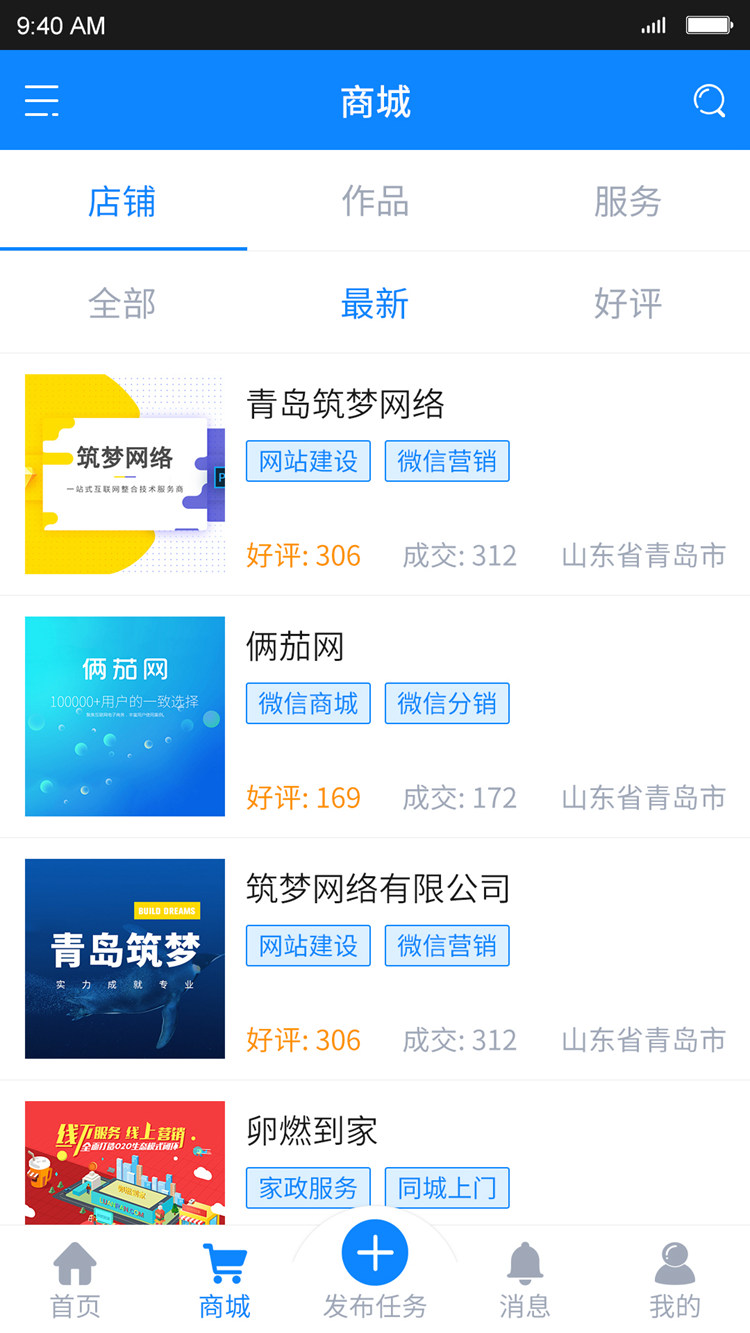 9:40 AM
商城
店铺 作品 服务
全部 最新 好评
筑梦网络
一站式互联网整合技术服务商
青岛筑梦网络
网站建设 微信营销
好评: 306 成交: 312 山东省青岛市
俩茄网
100000+用户的一致选择
俩茄网
微信商城 微信分销
好评: 169 成交: 172 山东省青岛市
BUILD DREAMS
青岛筑梦
实力成就专业
筑梦网络有限公司
网站建设 微信营销
好评: 306 成交: 312 山东省青岛市
线下服务 线上营销
全面打造O2O生态模式闭环
卵燃到家
家政服务 同城上门
首页 商城 发布任务 消息 我的